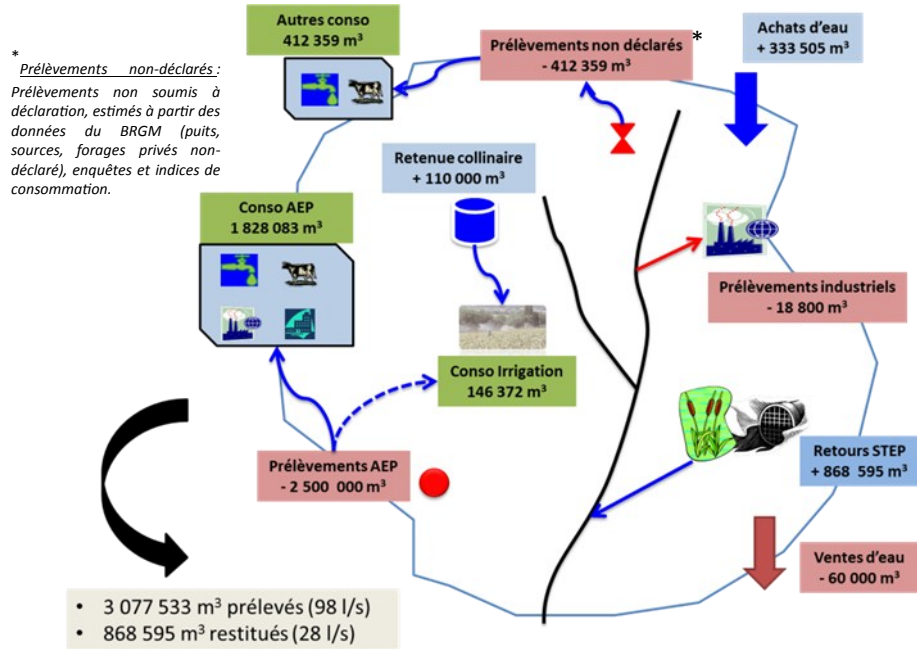 *
Prélèvements non-déclarés :
Prélèvements non soumis à
déclaration, estimés à partir des
données du BRGM (puits,
sources, forages privés non-
déclaré), enquêtes et indices de
consommation.
Autres conso
412 359 m³
Prélèvements non déclarés
- 412 359 m³
*
Achats d'eau
+ 333 505 m³
Retenue collinaire
+ 110 000 m³
Conso AEP
1 828 083 m³
Prélèvements industriels
- 18 800 m³
Conso Irrigation
146 372 m³
Prélèvements AEP
- 2 500 000 m³
Retours STEP
+ 868 595 m³
Ventes d'eau
- 60 000 m³
• 3 077 533 m³ prélevés (98 l/s)
• 868 595 m³ restitués (28 l/s)